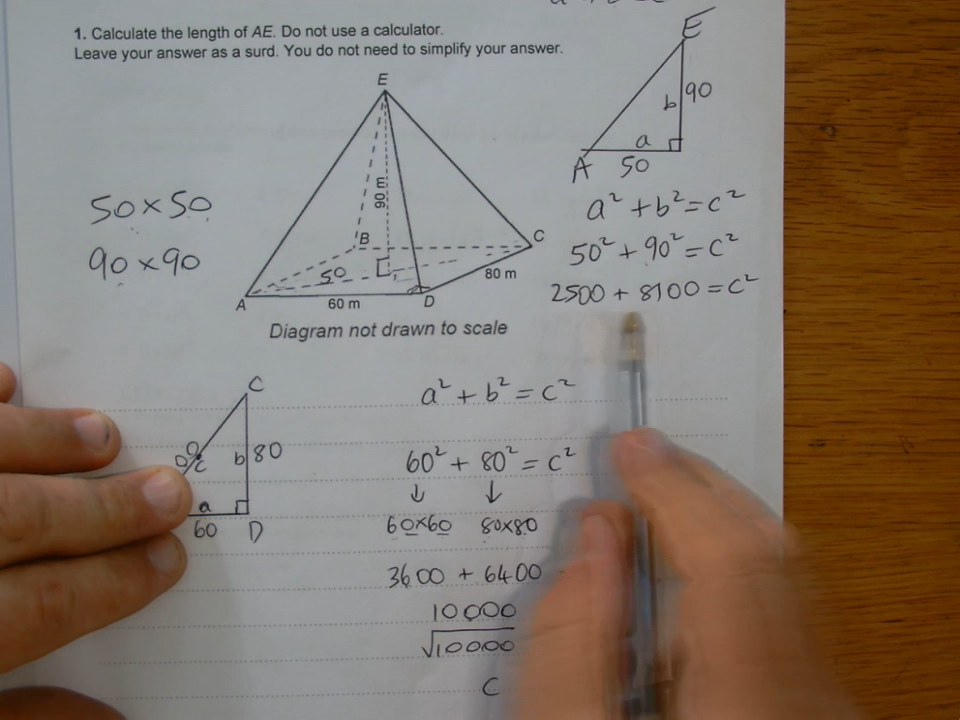 1. Calculate the length of AE. Do not use a calculator.
Leave your answer as a surd. You do not need to simplify your answer.
E
90m
B
C
50
80 m
A
60 m
D
Diagram not drawn to scale
50×50
90×90
E
b
90
a
A
50
a² + b² = c²
50² + 90² = c²
2500 + 8100 = c²
C
b
80
a
60
D
a² + b² = c²
60² + 80² = c²
60×60 80×80
3600 + 6400
10000
√10000
C